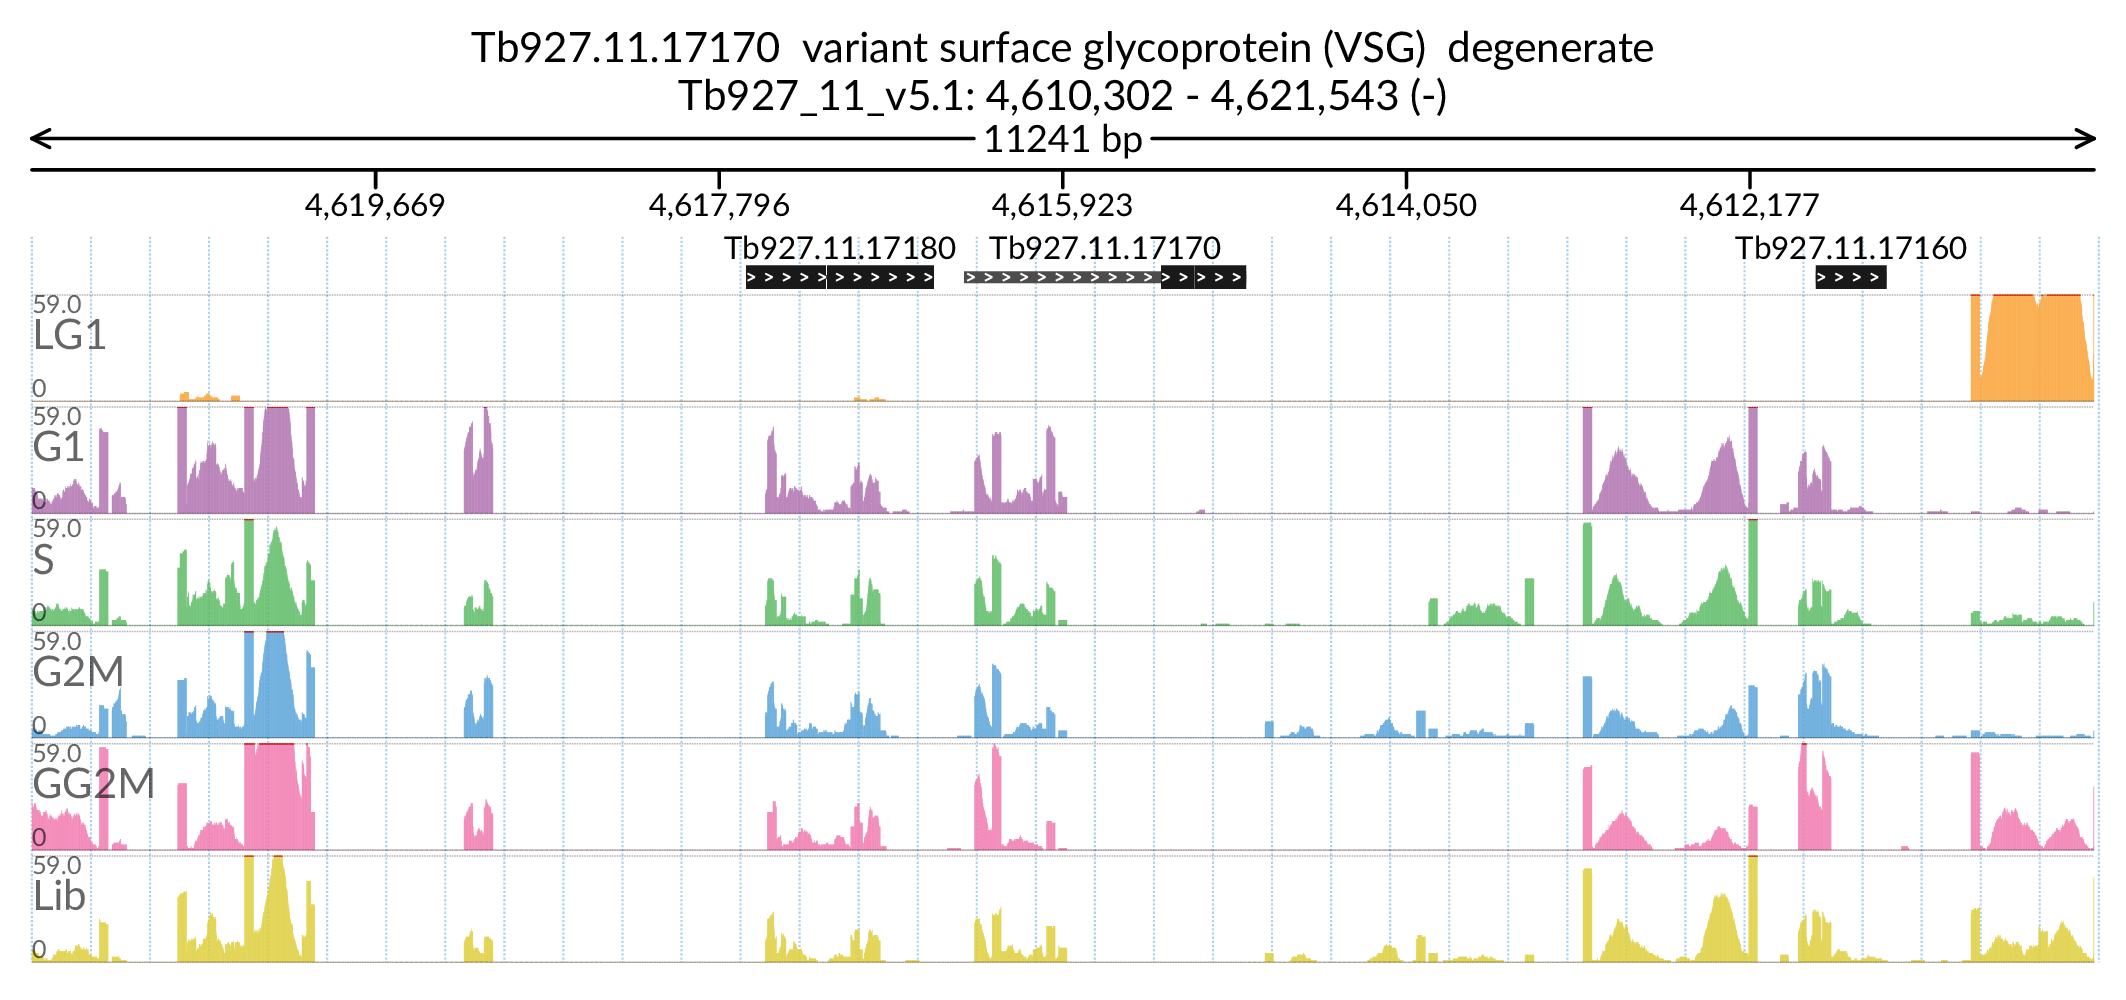 Tb927.11.17170  variant surface glycoprotein (VSG)  degenerate
Tb927_11_v5.1: 4,610,302 - 4,621,543 (-)
11241 bp
4,619,669 4,617,796 4,615,923 4,614,050 4,612,177
Tb927.11.17180 Tb927.11.17170 Tb927.11.17160
59.0
LG1
0
59.0
G1
0
59.0
S
0
59.0
G2M
0
59.0
GG2M
0
59.0
Lib
0